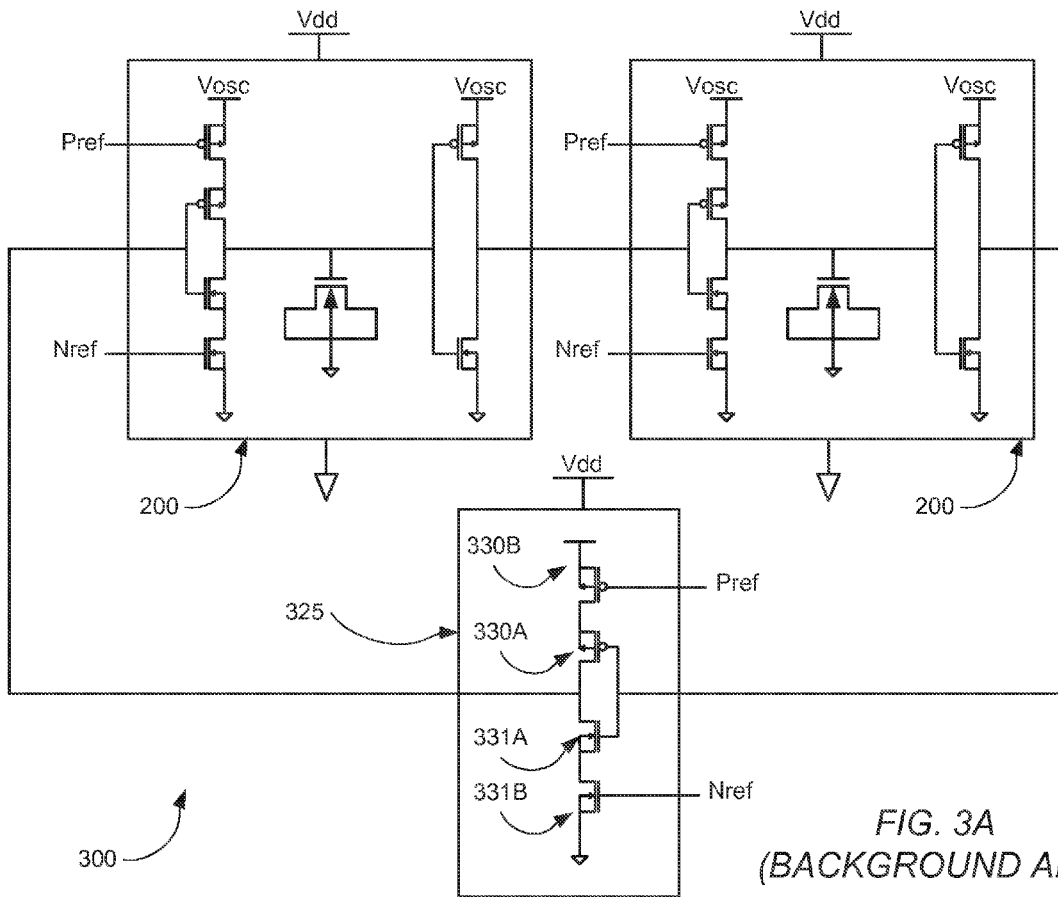 Vdd
Vdd
Vosc
Vosc
Vosc
Vosc
Pref
Pref
Nref
Nref
200
200
Vdd
330B
Pref
325
330A
331A
331B
Nref
300
FIG. 3A
(BACKGROUND